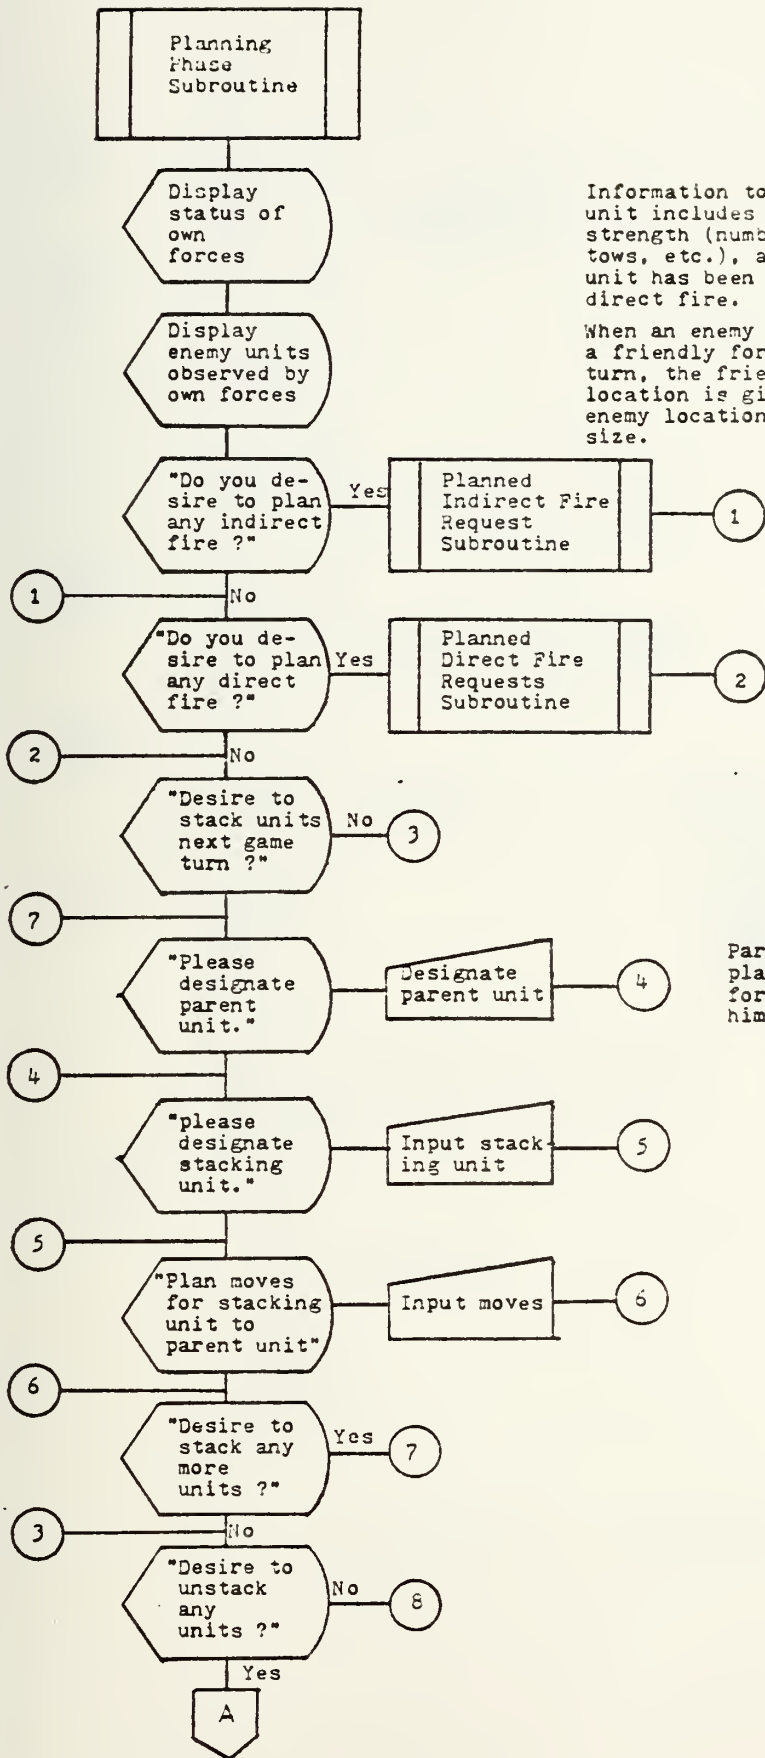 Planning
Phase
Subroutine
Display
status of
own
forces
Information to
unit includes
strength (numb
tows, etc.), a
unit has been
direct fire.
When an enemy
a friendly for
turn, the frie
location is gi
enemy location
size.
Display
enemy units
observed by
own forces
"Do you de-
sire to plan
any indirect
fire ?"
Yes
Planned
Indirect Fire
Request
Subroutine
1
1
No
"Do you de-
sire to plan
any direct
fire ?"
Yes
Planned
Direct Fire
Requests
Subroutine
2
2
No
"Desire to
stack units
next game
turn ?"
No
3
7
"Please
designate
parent
unit."
Designate
parent unit
4
Par
pla
for
him
4
"please
designate
stacking
unit."
Input stack
ing unit
5
5
"Plan moves
for stacking
unit to
parent unit"
Input moves
6
6
"Desire to
stack any
more
units ?"
Yes
7
3
No
"Desire to
unstack
any
units ?"
No
8
Yes
A